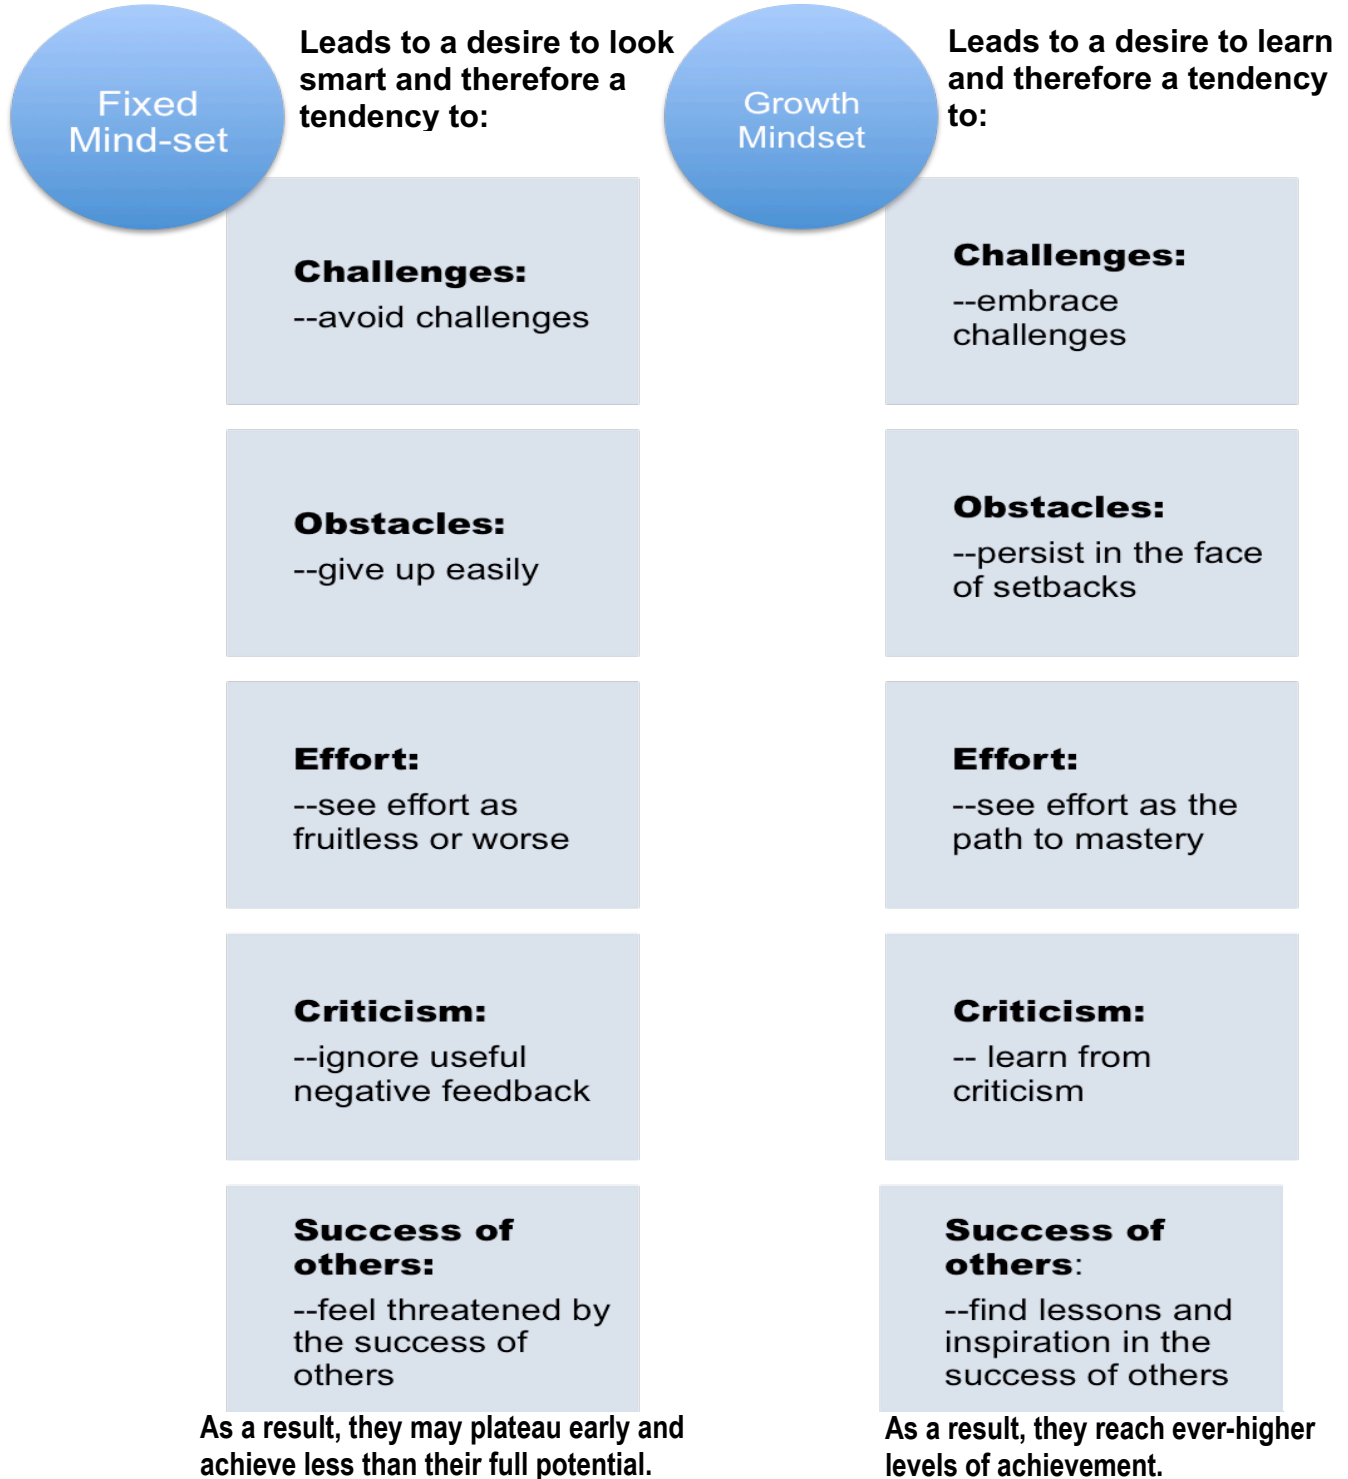 Fixed
Mind-set
Leads to a desire to look
smart and therefore a
tendency to:
Challenges:
--avoid challenges
Obstacles:
--give up easily
Effort:
--see effort as
fruitless or worse
Criticism:
--ignore useful
negative feedback
Success of
others:
--feel threatened by
the success of
others
As a result, they may plateau early and
achieve less than their full potential.
Growth
Mindset
Leads to a desire to learn
and therefore a tendency
to:
Challenges:
--embrace
challenges
Obstacles:
--persist in the face
of setbacks
Effort:
--see effort as the
path to mastery
Criticism:
-- learn from
criticism
Success of
others:
--find lessons and
inspiration in the
success of others
As a result, they reach ever-higher
levels of achievement.